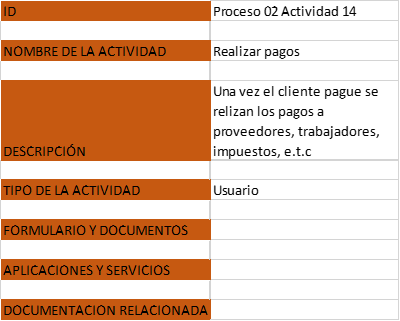 ID Proceso 02 Actividad 14
NOMBRE DE LA ACTIVIDAD Realizar pagos
Una vez el cliente pague se
relizan los pagos a
proveedores, trabajadores,
DESCRIPCIÓN impuestos, e.t.c
TIPO DE LA ACTIVIDAD Usuario
FORMULARIO Y DOCUMENTOS
APLICACIONES Y SERVICIOS
DOCUMENTACION RELACIONADA